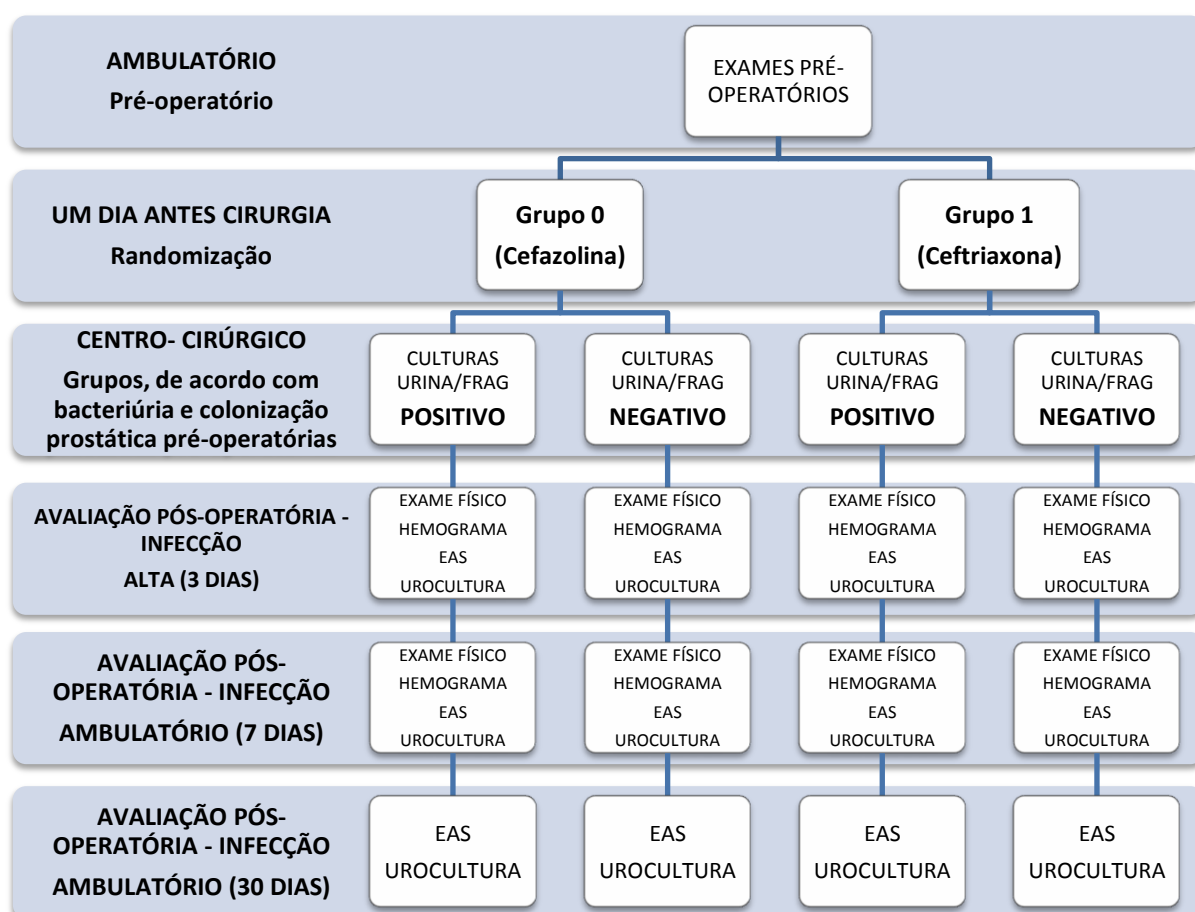 AMBULATÓRIO
Pré-operatório
EXAMES PRÉ-
OPERATÓRIOS
UM DIA ANTES CIRURGIA
Randomização
Grupo 0
(Cefazolina)
Grupo 1
(Ceftriaxona)
CENTRO- CIRÚRGICO
Grupos, de acordo com
bacteriúria e colonização
prostática pré-operatórias
CULTURAS
URINA/FRAG
POSITIVO
CULTURAS
URINA/FRAG
NEGATIVO
CULTURAS
URINA/FRAG
POSITIVO
CULTURAS
URINA/FRAG
NEGATIVO
AVALIAÇÃO PÓS-OPERATÓRIA -
INFECÇÃO
ALTA (3 DIAS)
EXAME FÍSICO
HEMOGRAMA
EAS
UROCULTURA
EXAME FÍSICO
HEMOGRAMA
EAS
UROCULTURA
EXAME FÍSICO
HEMOGRAMA
EAS
UROCULTURA
EXAME FÍSICO
HEMOGRAMA
EAS
UROCULTURA
AVALIAÇÃO PÓS-
OPERATÓRIA - INFECÇÃO
AMBULATÓRIO (7 DIAS)
EXAME FÍSICO
HEMOGRAMA
EAS
UROCULTURA
EXAME FÍSICO
HEMOGRAMA
EAS
UROCULTURA
EXAME FÍSICO
HEMOGRAMA
EAS
UROCULTURA
EXAME FÍSICO
HEMOGRAMA
EAS
UROCULTURA
AVALIAÇÃO PÓS-
OPERATÓRIA - INFECÇÃO
AMBULATÓRIO (30 DIAS)
EAS
UROCULTURA
EAS
UROCULTURA
EAS
UROCULTURA
EAS
UROCULTURA